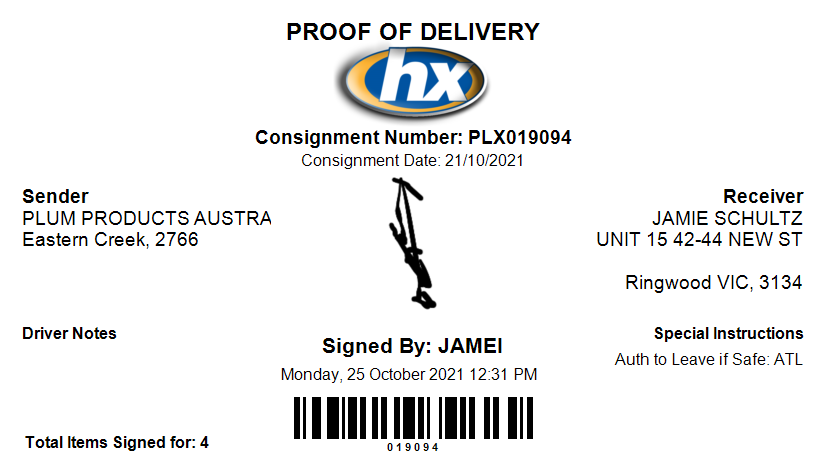 PROOF OF DELIVERY
hx
Consignment Number: PLX019094
Consignment Date: 21/10/2021
Sender
PLUM PRODUCTS AUSTRA
Eastern Creek, 2766
Receiver
JAMIE SCHULTZ
UNIT 15 42-44 NEW ST
Ringwood VIC, 3134
Driver Notes
Signed By: JAMEI
Monday, 25 October 2021 12:31 PM
Special Instructions
Auth to Leave if Safe: ATL
Total Items Signed for: 4
019094